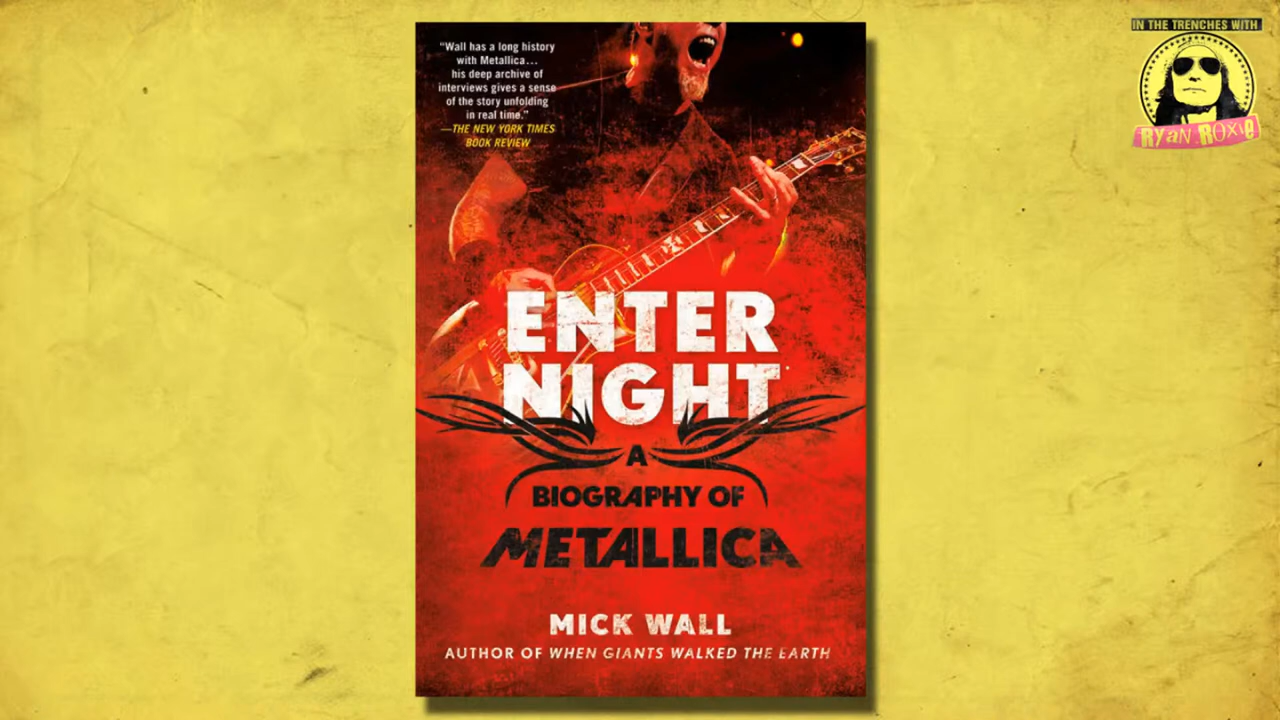 IN THE TRENCHES WITH
RYAN ROXIE
"Wall has a long history
with Metallica...
his deep archive of
interviews gives a sense
of the story unfolding
in real time."
—THE NEW YORK TIMES
BOOK REVIEW
ENTER
NIGHT
A
BIOGRAPHY OF
METALLICA
MICK WALL
AUTHOR OF WHEN GIANTS WALKED THE EARTH